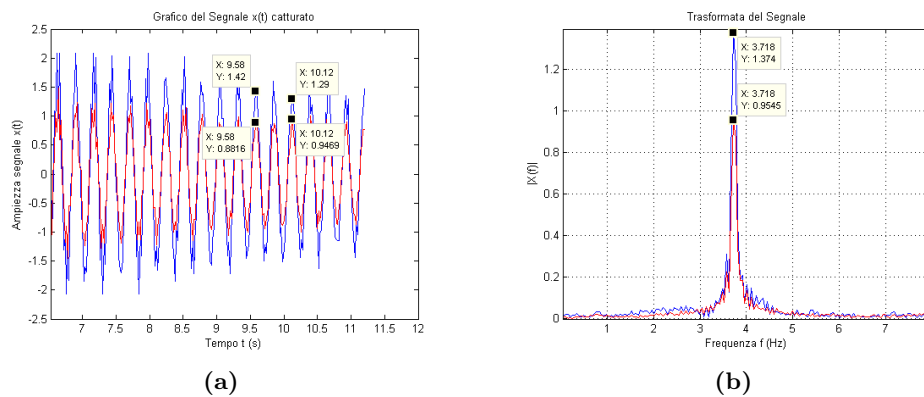 Grafico del Segnale x(t) catturato
Ampiezza segnale x(t)
2.5
2
1.5
1
0.5
0
-0.5
-1
-1.5
-2
-2.5
X: 9.58
Y: 1.42
X: 10.12
Y: 1.29
X: 9.58
Y: 0.8816
X: 10.12
Y: 0.9469
7 7.5 8 8.5 9 9.5 10 10.5 11 11.5 12
Tempo t (s)
(a)
Trasformata del Segnale
|X(f)|
1.2
1
0.8
0.6
0.4
0.2
0
X: 3.718
Y: 1.374
X: 3.718
Y: 0.9545
1 2 3 4 5 6 7
Frequenza f (Hz)
(b)